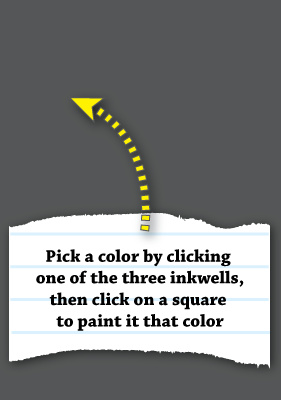 Pick a color by clicking
one of the three inkwells,
then click on a square
to paint it that color